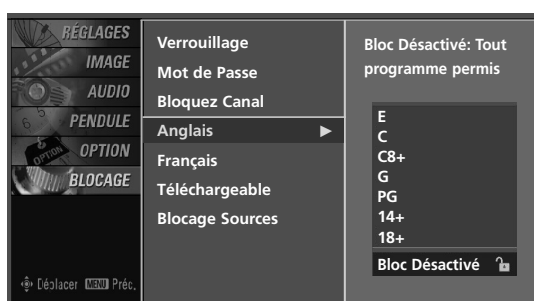 RÉGLAGES
IMAGE
AUDIO
PENDULE
OPTION
BLOCAGE
Déplacer MENU Préc.
Verrouillage
Mot de Passe
Bloquez Canal
Anglais
Français
Téléchargeable
Blocage Sources
Bloc Désactivé: Tout
programme permis
E
C
C8+
G
PG
14+
18+
Bloc Désactivé